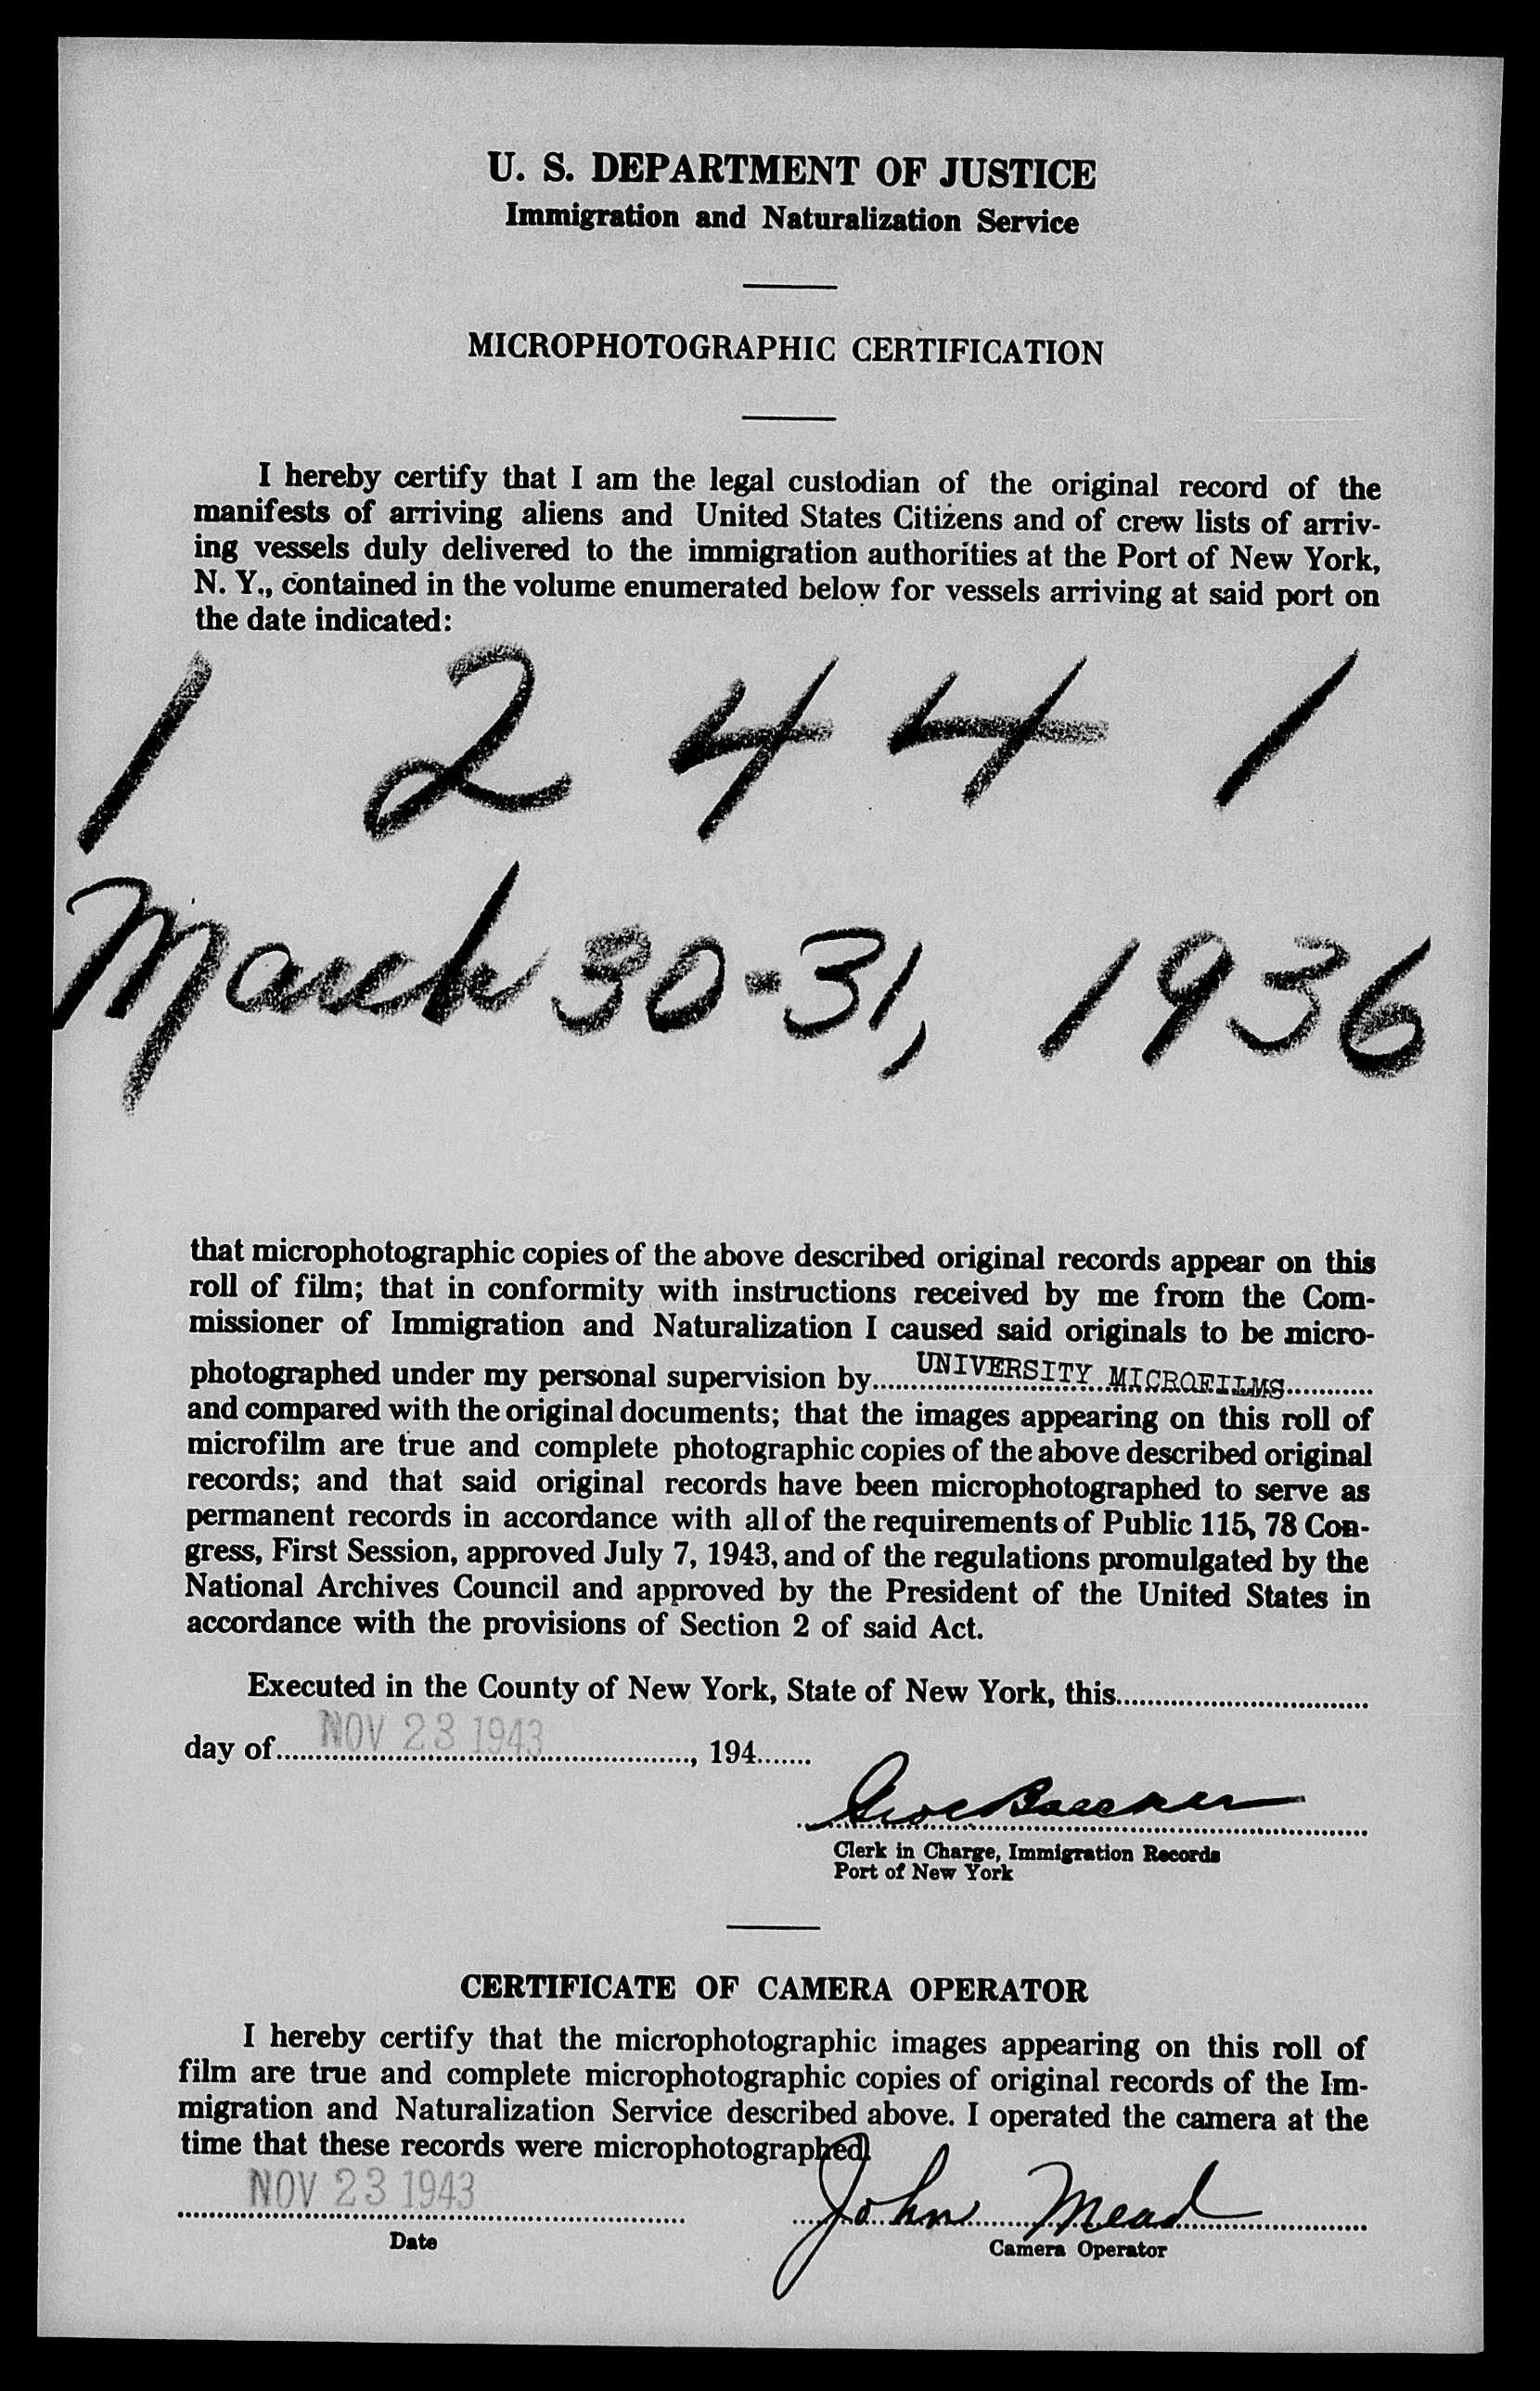 U. S. DEPARTMENT OF JUSTICE
Immigration and Naturalization Service
MICROPHOTOGRAPHIC CERTIFICATION
I hereby certify that I am the legal custodian of the original record of the
manifests of arriving aliens and United States Citizens and of crew lists of arriv-
ing vessels duly delivered to the immigration authorities at the Port of New York,
N. Y., contained in the volume enumerated below for vessels arriving at said port on
the date indicated:
1 2 4 4 1
March 30-31, 1936
that microphotographic copies of the above described original records appear on this
roll of film; that in conformity with instructions received by me from the Com-
missioner of Immigration and Naturalization I caused said originals to be micro-
photographed under my personal supervision by UNIVERSITY MICROFILMS
and compared with the original documents; that the images appearing on this roll of
microfilm are true and complete photographic copies of the above described original
records; and that said original records have been microphotographed to serve as
permanent records in accordance with all of the requirements of Public 115, 78 Con-
gress, First Session, approved July 7, 1943, and of the regulations promulgated by the
National Archives Council and approved by the President of the United States in
accordance with the provisions of Section 2 of said Act.
Executed in the County of New York, State of New York, this
day of NOV 23 1943, 194
Clerk in Charge, Immigration Records
Port of New York
CERTIFICATE OF CAMERA OPERATOR
I hereby certify that the microphotographic images appearing on this roll of
film are true and complete microphotographic copies of original records of the Im-
migration and Naturalization Service described above. I operated the camera at the
time that these records were microphotographed.
NOV 23 1943 John Mead
Date Camera Operator